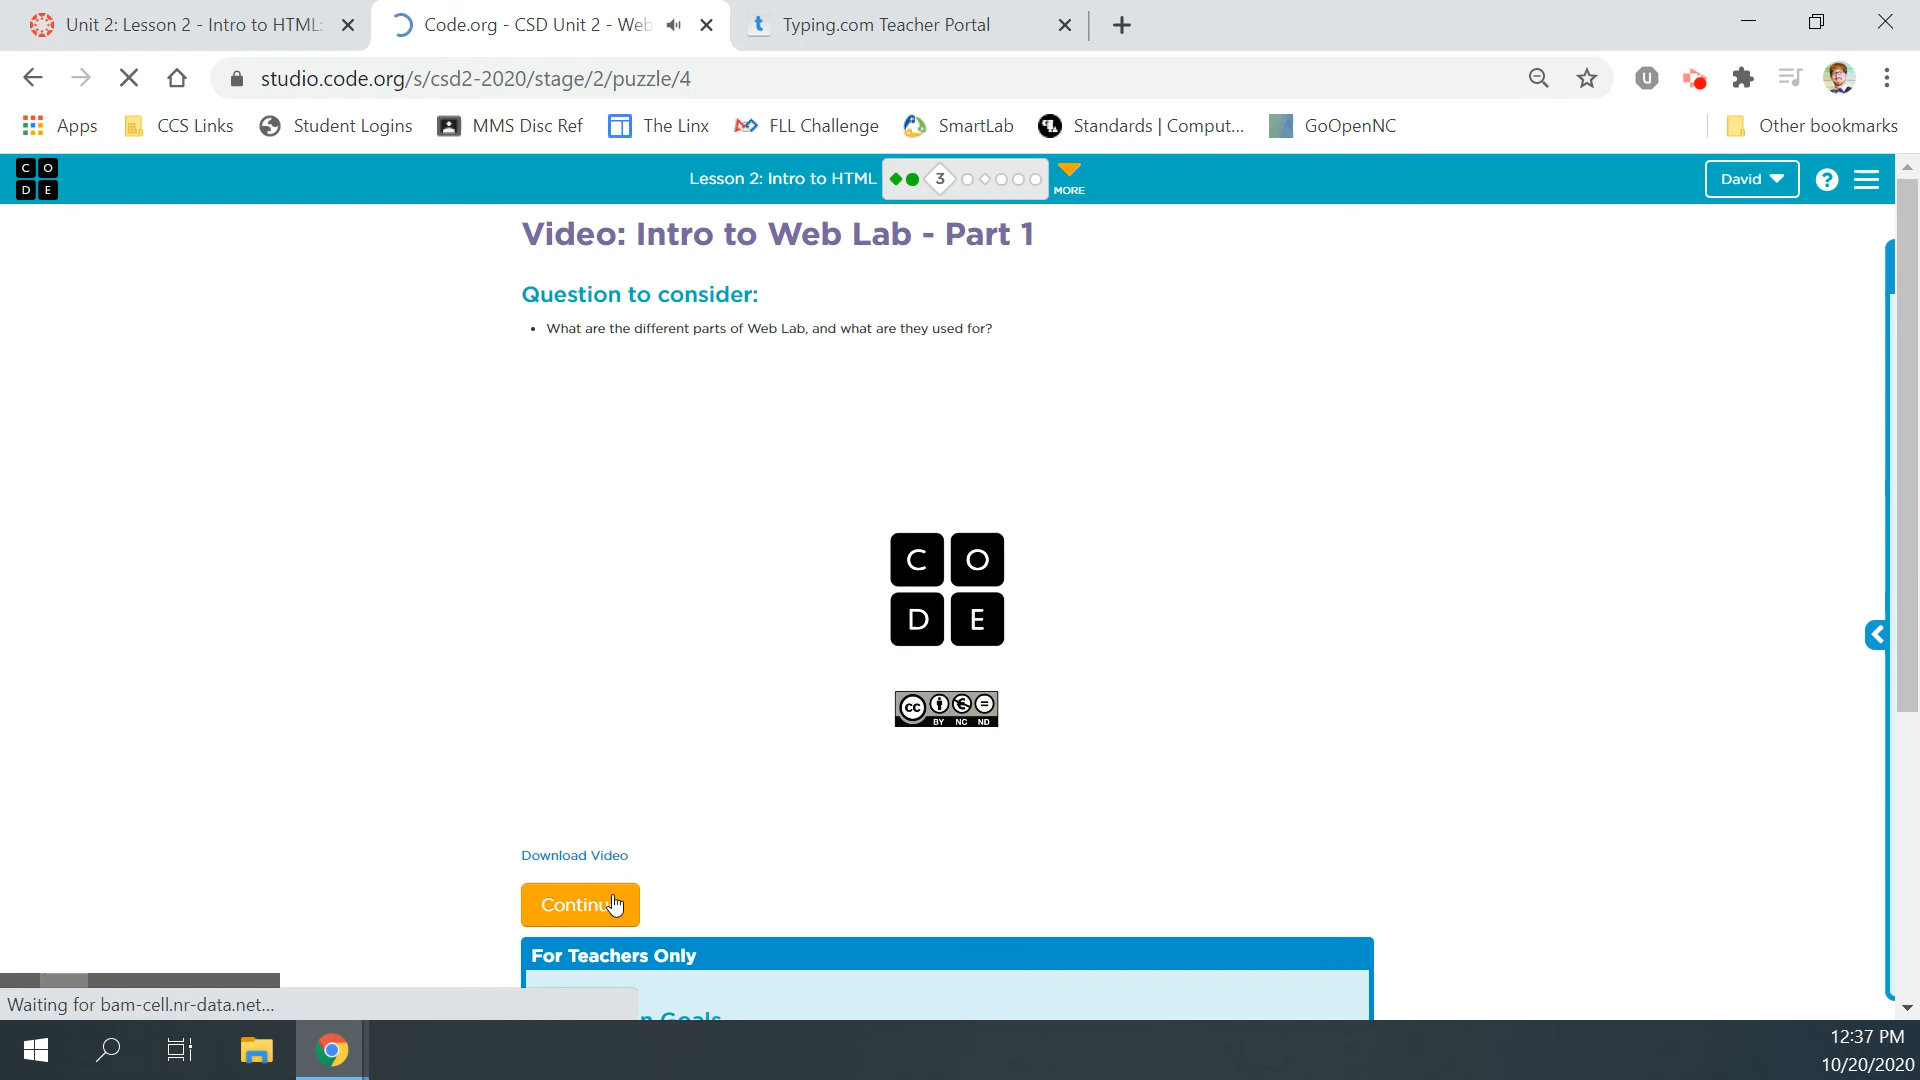 Unit 2: Lesson 2 - Intro to HTML:
Code.org - CSD Unit 2 - Web
Typing.com Teacher Portal
studio.code.org/s/csd2-2020/stage/2/puzzle/4
Apps
CCS Links
Student Logins
MMS Disc Ref
The Linx
FLL Challenge
SmartLab
Standards | Comput...
GoOpenNC
Other bookmarks
C O
D E
Lesson 2: Intro to HTML
3
MORE
David
?
Video: Intro to Web Lab - Part 1
Question to consider:
• What are the different parts of Web Lab, and what are they used for?
C O
D E
cc
BY NC ND
Download Video
Continu
For Teachers Only
n Goals
Waiting for bam-cell.nr-data.net...
12:37 PM
10/20/2020